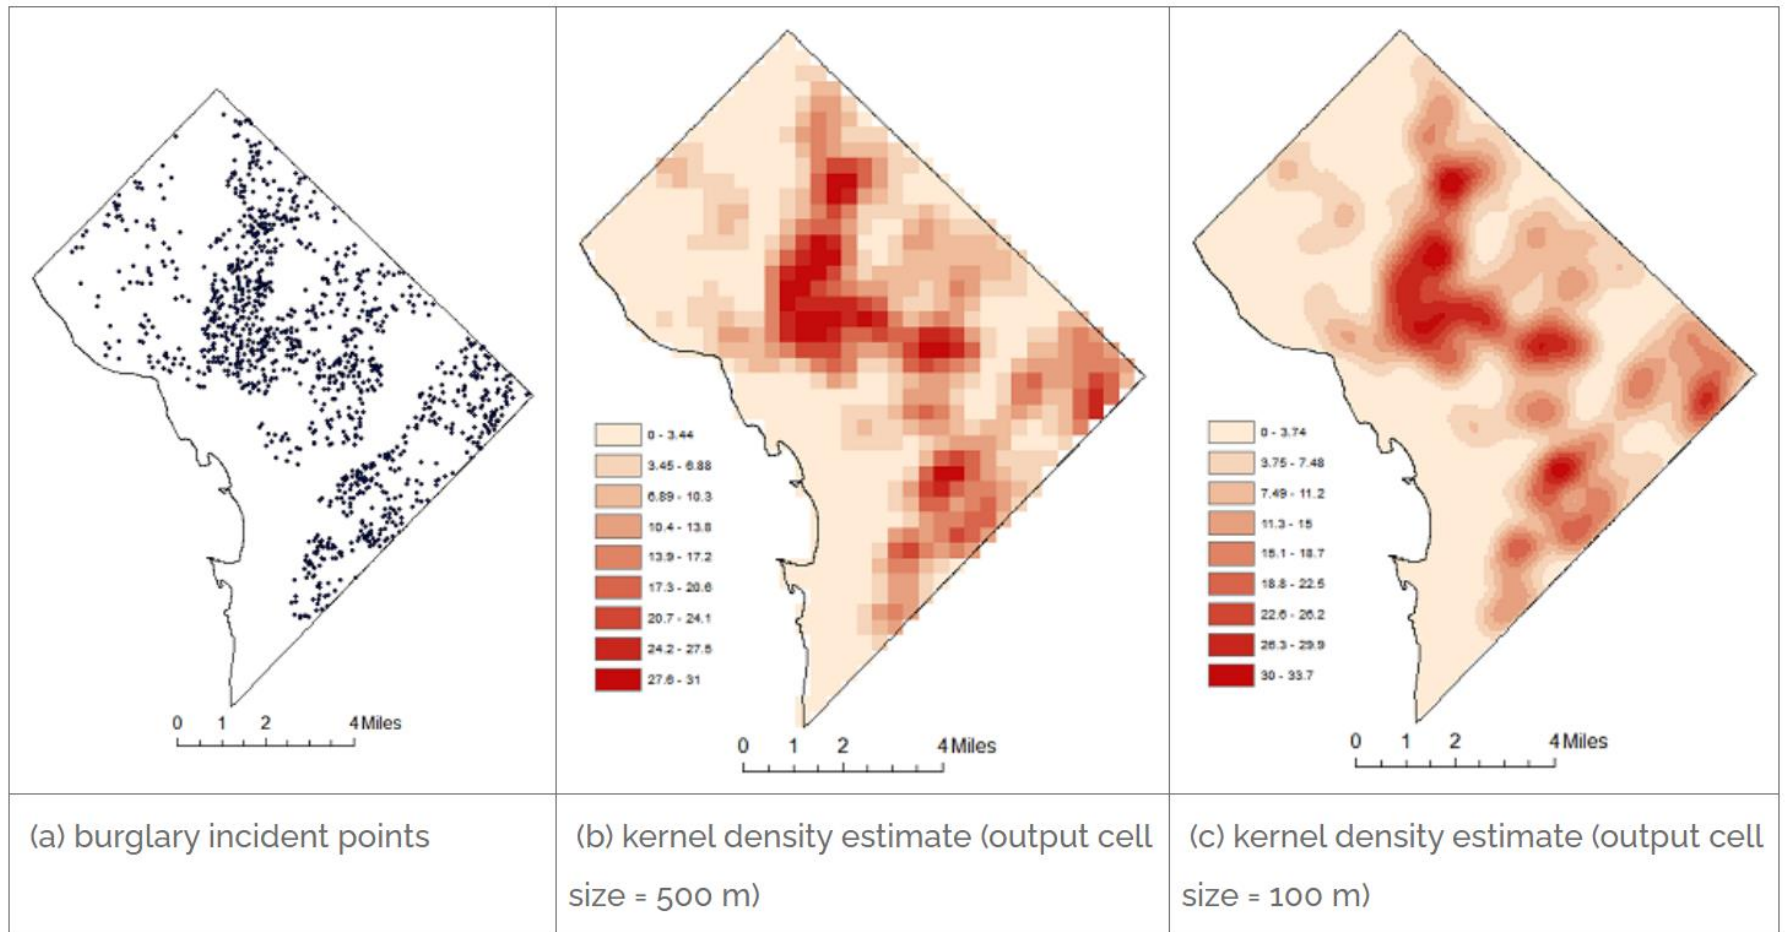 0 - 3.44
3.45 - 6.88
6.89 - 10.3
10.4 - 13.8
13.9 - 17.2
17.3 - 20.6
20.7 - 24.1
24.2 - 27.5
27.6 - 31
0 - 3.74
3.75 - 7.48
7.49 - 11.2
11.3 - 15
15.1 - 18.7
18.8 - 22.5
22.6 - 26.2
26.3 - 29.9
30 - 33.7
0 1 2 4 Miles
0 1 2 4 Miles
0 1 2 4 Miles
(a) burglary incident points
(b) kernel density estimate (output cell
size = 500 m)
(c) kernel density estimate (output cell
size = 100 m)